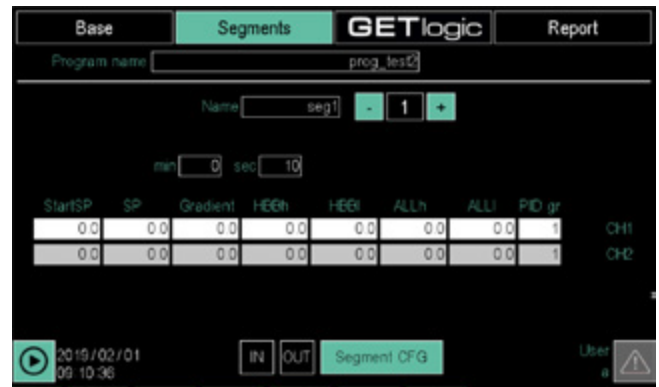 Base Segments GETlogic Report
Program name prog_test2
Name seg1 - 1 +
min 0 sec 10
StartSP SP Gradient HBBh HBBl ALLh ALLl PID gr
0.0 0.0 0.0 0.0 0.0 0.0 0.0 1 CH1
0.0 0.0 0.0 0.0 0.0 0.0 0.0 1 CH2
2019/02/01 IN OUT Segment CFG User
09:10:36 a